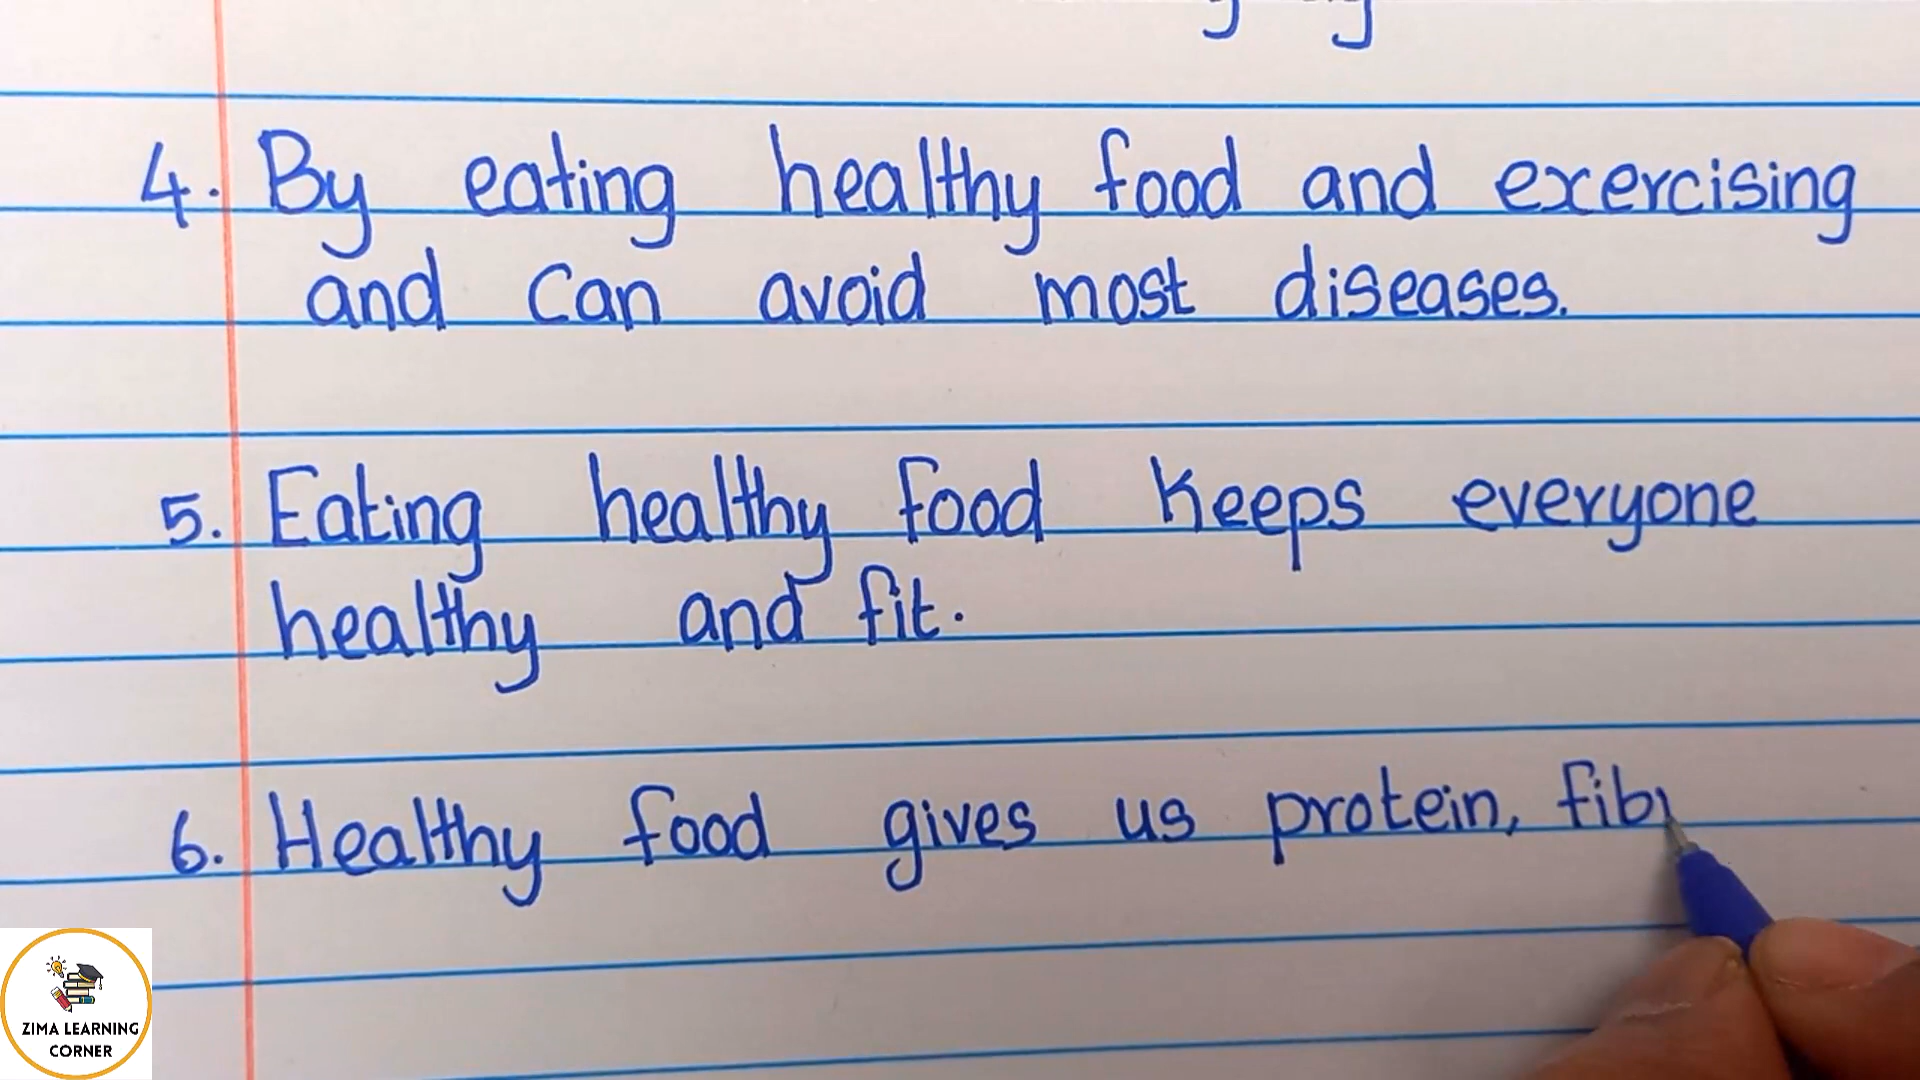 4. By eating healthy food and exercising
and can avoid most diseases.
5. Eating healthy food keeps everyone
healthy and fit.
6. Healthy food gives us protein, fib
ZIMA LEARNING
CORNER